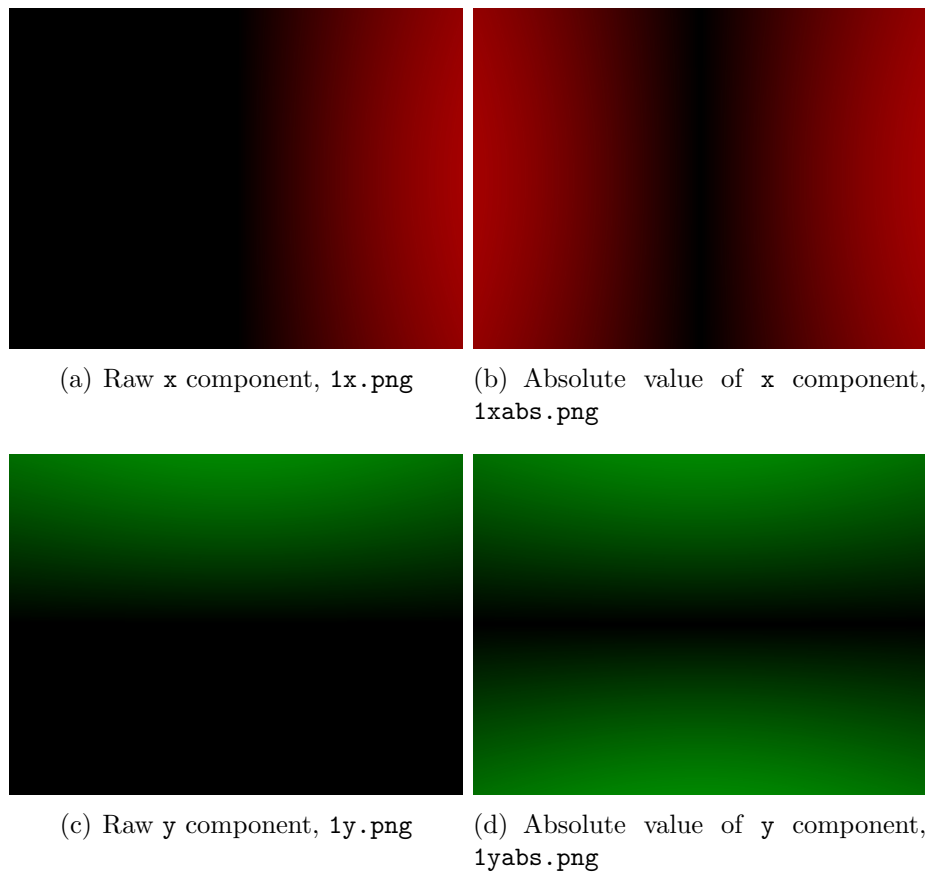 (a) Raw x component, 1x.png
(b) Absolute value of x component,
1xabs.png
(c) Raw y component, 1y.png
(d) Absolute value of y component,
1yabs.png